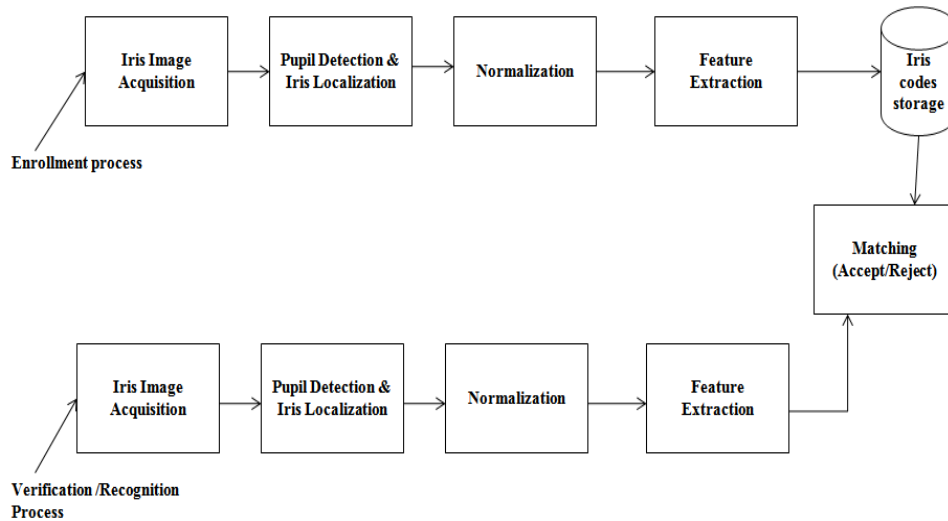 Iris Image
Acquisition
Pupil Detection &
Iris Localization
Normalization
Feature
Extraction
Iris
codes
storage
Enrollment process
Matching
(Accept/Reject)
Iris Image
Acquisition
Pupil Detection &
Iris Localization
Normalization
Feature
Extraction
Verification /Recognition
Process